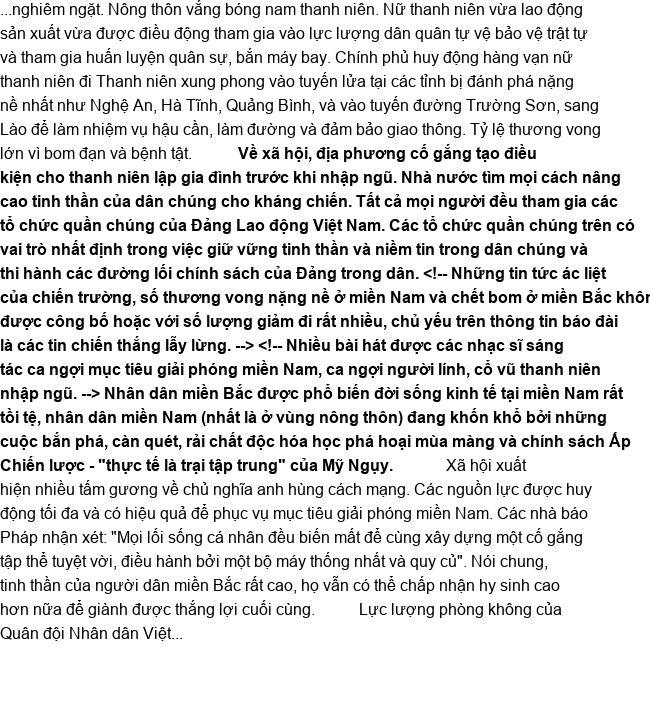 ...nghiêm ngặt. Nông thôn vắng bóng nam thanh niên. Nữ thanh niên vừa lao động
sản xuất vừa được điều động tham gia vào lực lượng dân quân tự vệ bảo vệ trật tự
và tham gia huấn luyện quân sự, bắn máy bay. Chính phủ huy động hàng vạn nữ
thanh niên đi Thanh niên xung phong vào tuyến lửa tại các tỉnh bị đánh phá nặng
nề nhất như Nghệ An, Hà Tĩnh, Quảng Bình, và vào tuyến đường Trường Sơn, sang
Lào để làm nhiệm vụ hậu cần, làm đường và đảm bảo giao thông. Tỷ lệ thương vong
lớn vì bom đạn và bệnh tật. Về xã hội, địa phương cố gắng tạo điều
kiện cho thanh niên lập gia đình trước khi nhập ngũ. Nhà nước tìm mọi cách nâng
cao tinh thần của dân chúng cho kháng chiến. Tất cả mọi người đều tham gia các
tổ chức quần chúng của Đảng Lao động Việt Nam. Các tổ chức quần chúng trên có
vai trò nhất định trong việc giữ vững tinh thần và niềm tin trong dân chúng và
thi hành các đường lối chính sách của Đảng trong dân. <!-- Những tin tức ác liệt
của chiến trường, số thương vong nặng nề ở miền Nam và chết bom ở miền Bắc khôn
được công bố hoặc với số lượng giảm đi rất nhiều, chủ yếu trên thông tin báo đài
là các tin chiến thắng lẫy lừng. --> <!-- Nhiều bài hát được các nhạc sĩ sáng
tác ca ngợi mục tiêu giải phóng miền Nam, ca ngợi người lính, cổ vũ thanh niên
nhập ngũ. --> Nhân dân miền Bắc được phổ biến đời sống kinh tế tại miền Nam rất
tồi tệ, nhân dân miền Nam (nhất là ở vùng nông thôn) đang khốn khổ bởi những
cuộc bắn phá, càn quét, rải chất độc hóa học phá hoại mùa màng và chính sách Ấp
Chiến lược - "thực tế là trại tập trung" của Mỹ Ngụy. Xã hội xuất
hiện nhiều tấm gương về chủ nghĩa anh hùng cách mạng. Các nguồn lực được huy
động tối đa và có hiệu quả để phục vụ mục tiêu giải phóng miền Nam. Các nhà báo
Pháp nhận xét: "Mọi lối sống cá nhân đều biến mất để cùng xây dựng một cố gắng
tập thể tuyệt vời, điều hành bởi một bộ máy thống nhất và quy củ". Nói chung,
tinh thần của người dân miền Bắc rất cao, họ vẫn có thể chấp nhận hy sinh cao
hơn nữa để giành được thắng lợi cuối cùng. Lực lượng phòng không của
Quân đội Nhân dân Việt...